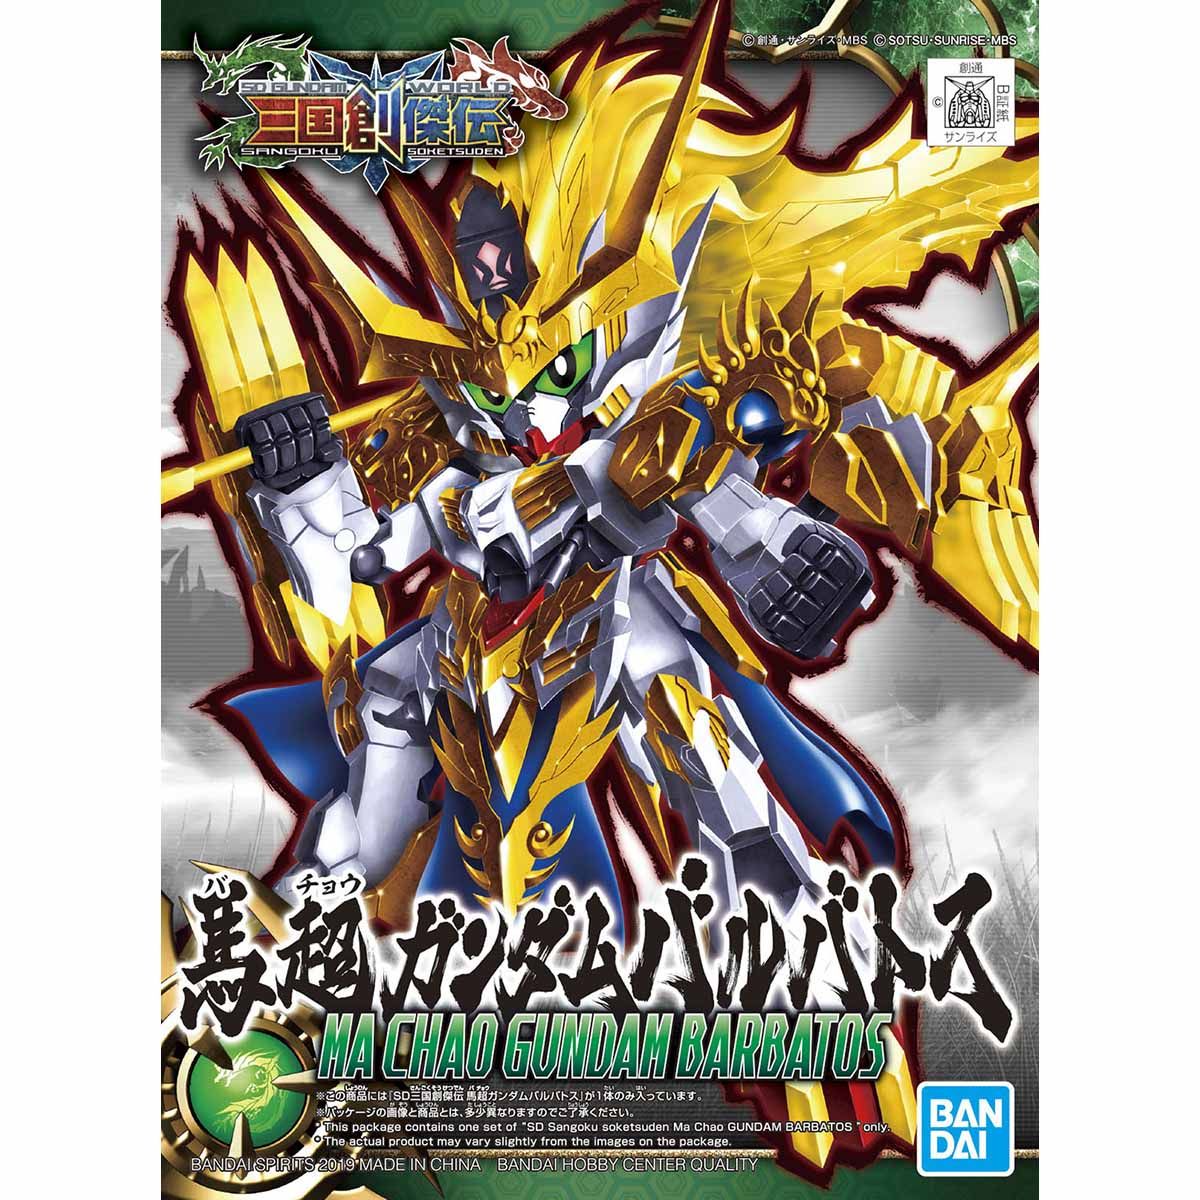 ©創通・サンライズ・MBS © SOTSU・SUNRISE・MBS
SD GUNDAM WORLD
三国創傑伝
SANGOKU SOKETSUDEN
創通
©
B証紙
サンライズ
バ チョウ
馬超ガンダムバルバトス
MA CHAO GUNDAM BARBATOS
※この商品には『SD三国創傑伝 馬超ガンダムバルバトス』が1体のみ入っています。
※パッケージの画像と商品とは、多少異なりますのでご了承ください。
* This package contains one set of "SD Sangoku soketsuden Ma Chao GUNDAM BARBATOS " only.
* The actual product may vary slightly from the images on the package.
BANDAI SPIRITS 2019 MADE IN CHINA BANDAI HOBBY CENTER QUALITY
BAN
DAI